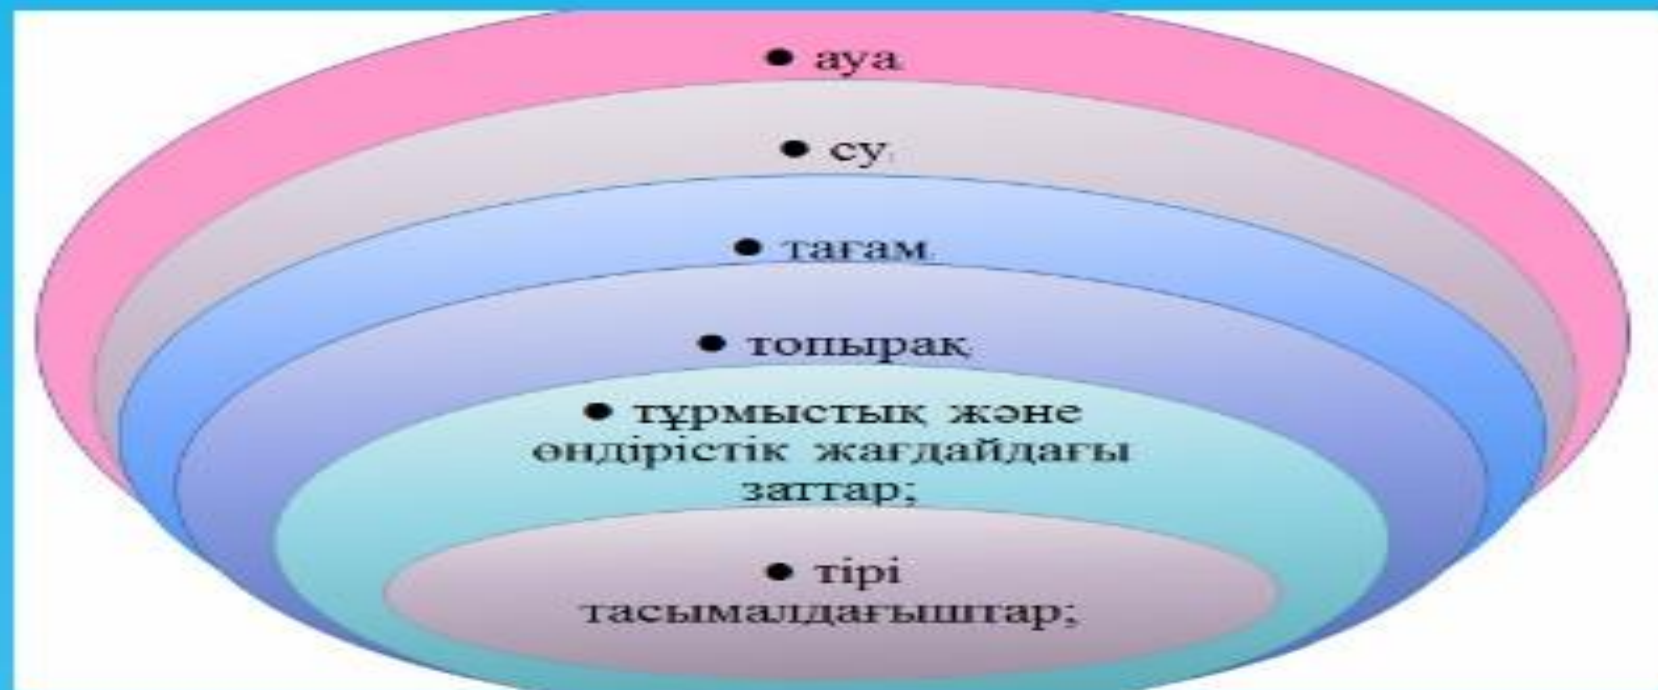 • ауа
• су
• тағам
• топырақ
• тұрмыстық және
өндірістік жағдайдағы
заттар;
• тірі
тасымалдағыштар;